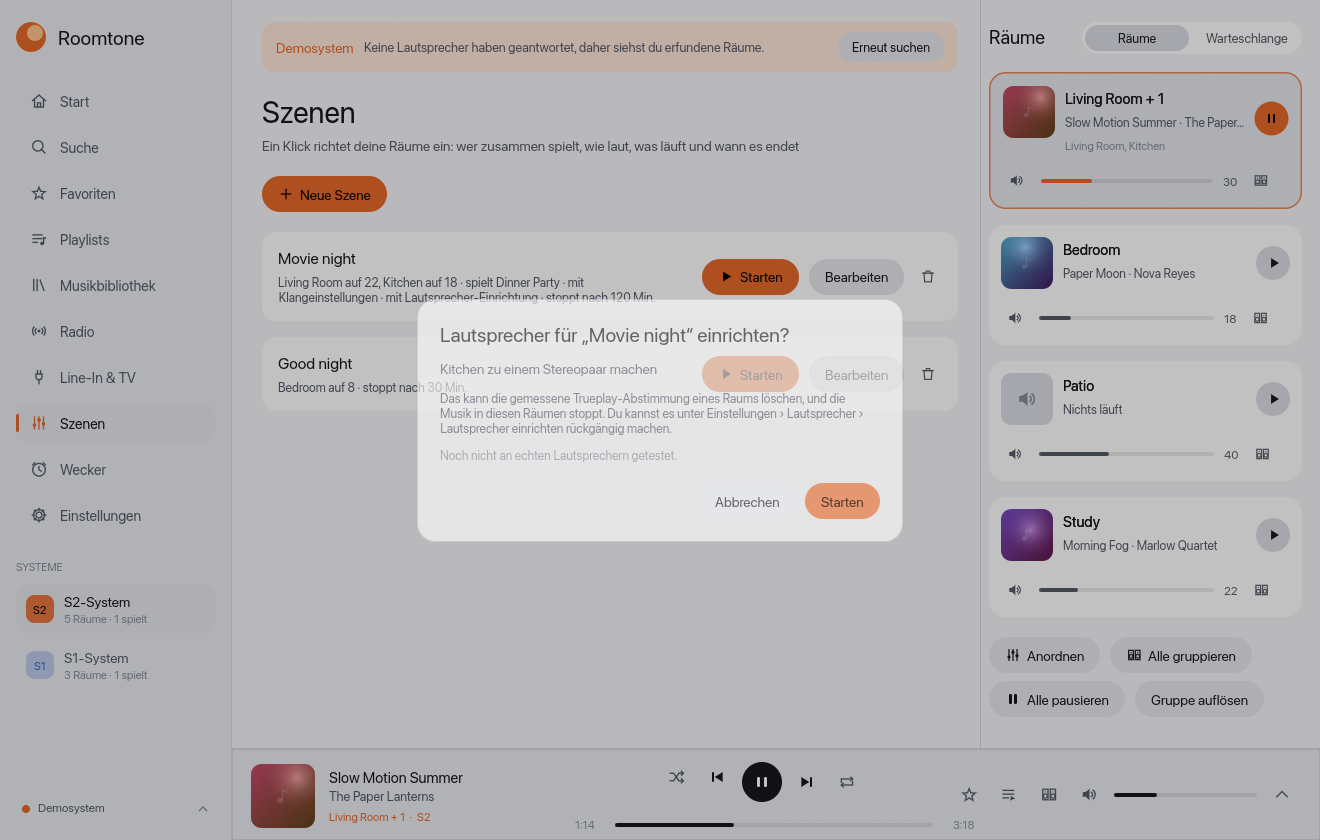 Roomtone
Start
Suche
Favoriten
Playlists
Musikbibliothek
Radio
Line-In & TV
Szenen
Wecker
Einstellungen
SYSTEME
S2
S2-System
5 Räume · 1 spielt
S1
S1-System
3 Räume · 1 spielt
Demosystem
Demosystem Keine Lautsprecher haben geantwortet, daher siehst du erfundene Räume. Erneut suchen
Szenen
Ein Klick richtet deine Räume ein: wer zusammen spielt, wie laut, was läuft und wann es endet
Neue Szene
Movie night
Living Room auf 22, Kitchen auf 18 · spielt Dinner Party · mit
Klangeinstellungen · mit Lautsprecher-Einrichtung · stoppt nach 120 Min.
Starten Bearbeiten
Good night
Bedroom auf 8 · stoppt nach 30 Min.
Starten Bearbeiten
Lautsprecher für „Movie night“ einrichten?
Kitchen zu einem Stereopaar machen
Das kann die gemessene Trueplay-Abstimmung eines Raums löschen, und die
Musik in diesen Räumen stoppt. Du kannst es unter Einstellungen › Lautsprecher ›
Lautsprecher einrichten rückgängig machen.
Noch nicht an echten Lautsprechern getestet.
Abbrechen Starten
Räume
Räume Warteschlange
Living Room + 1
Slow Motion Summer · The Paper...
Living Room, Kitchen
30
Bedroom
Paper Moon · Nova Reyes
18
Patio
Nichts läuft
40
Study
Morning Fog · Marlow Quartet
22
Anordnen Alle gruppieren
Alle pausieren Gruppe auflösen
Slow Motion Summer
The Paper Lanterns
Living Room + 1 · S2
1:14 3:18